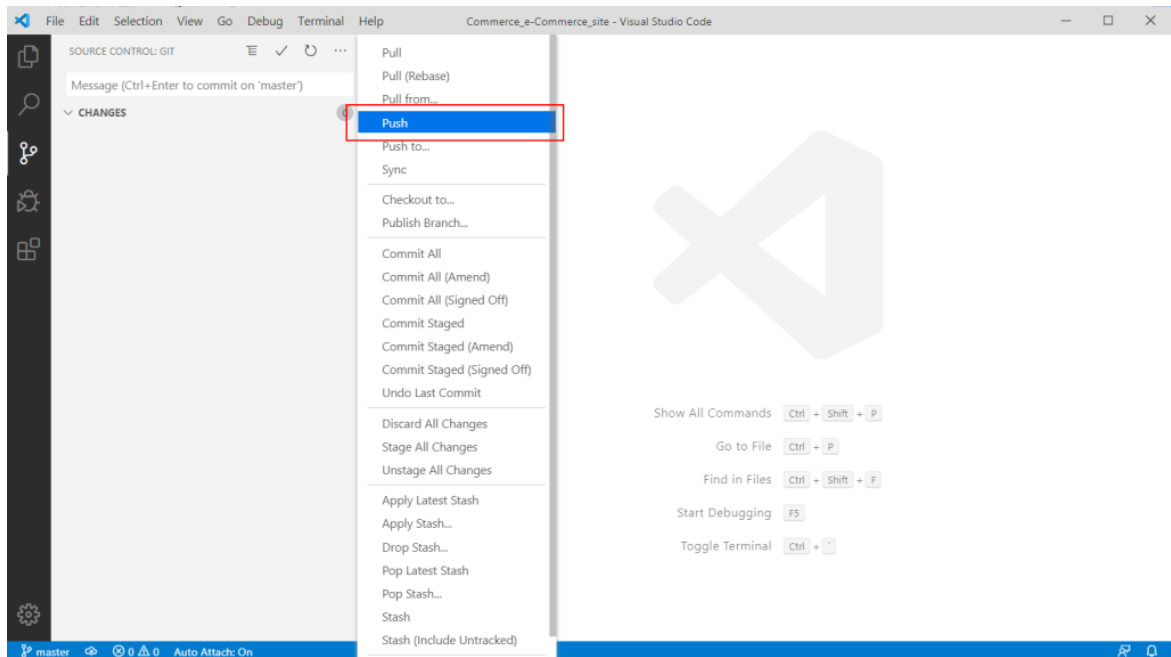 File Edit Selection View Go Debug Terminal Help Commerce_e-Commerce_site - Visual Studio Code
SOURCE CONTROL: GIT
Message (Ctrl+Enter to commit on 'master')
CHANGES
0
Pull
Pull (Rebase)
Pull from...
Push
Push to...
Sync
Checkout to...
Publish Branch...
Commit All
Commit All (Amend)
Commit All (Signed Off)
Commit Staged
Commit Staged (Amend)
Commit Staged (Signed Off)
Undo Last Commit
Discard All Changes
Stage All Changes
Unstage All Changes
Apply Latest Stash
Apply Stash...
Drop Stash...
Pop Latest Stash
Pop Stash...
Stash
Stash (Include Untracked)
Show All Commands Ctrl + Shift + P
Go to File Ctrl + P
Find in Files Ctrl + Shift + F
Start Debugging F5
Toggle Terminal Ctrl + `
master 0 0 Auto Attach: On